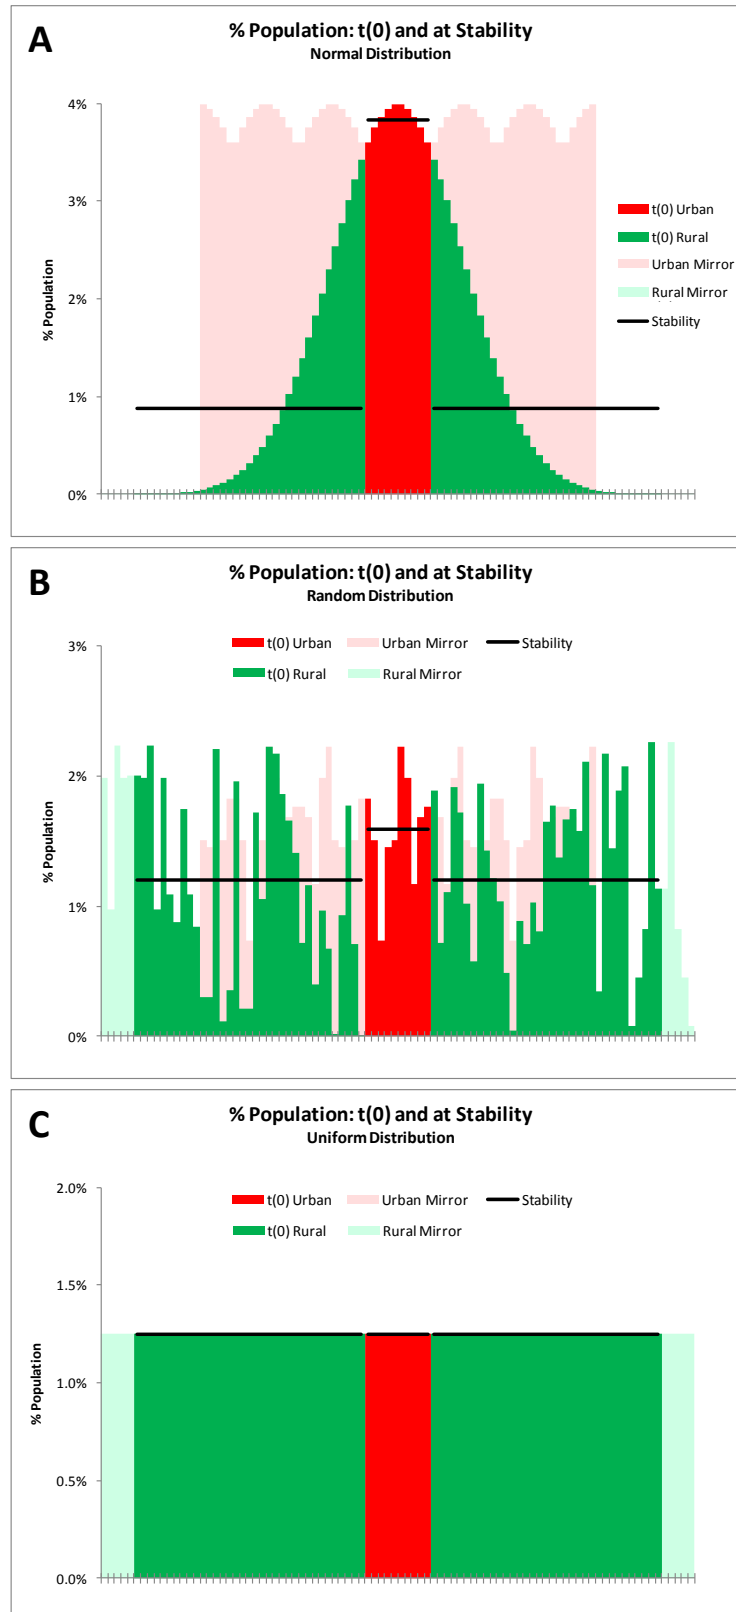 A
% Population: t(0) and at Stability
Normal Distribution
4%
3%
2%
1%
0%
% Population
t(0) Urban
t(0) Rural
Urban Mirror
Rural Mirror
Stability
B
% Population: t(0) and at Stability
Random Distribution
t(0) Urban
Urban Mirror
Stability
t(0) Rural
Rural Mirror
3%
2%
1%
0%
% Population
C
% Population: t(0) and at Stability
Uniform Distribution
t(0) Urban
Urban Mirror
Stability
t(0) Rural
Rural Mirror
2.0%
1.5%
1.0%
0.5%
0.0%
% Population